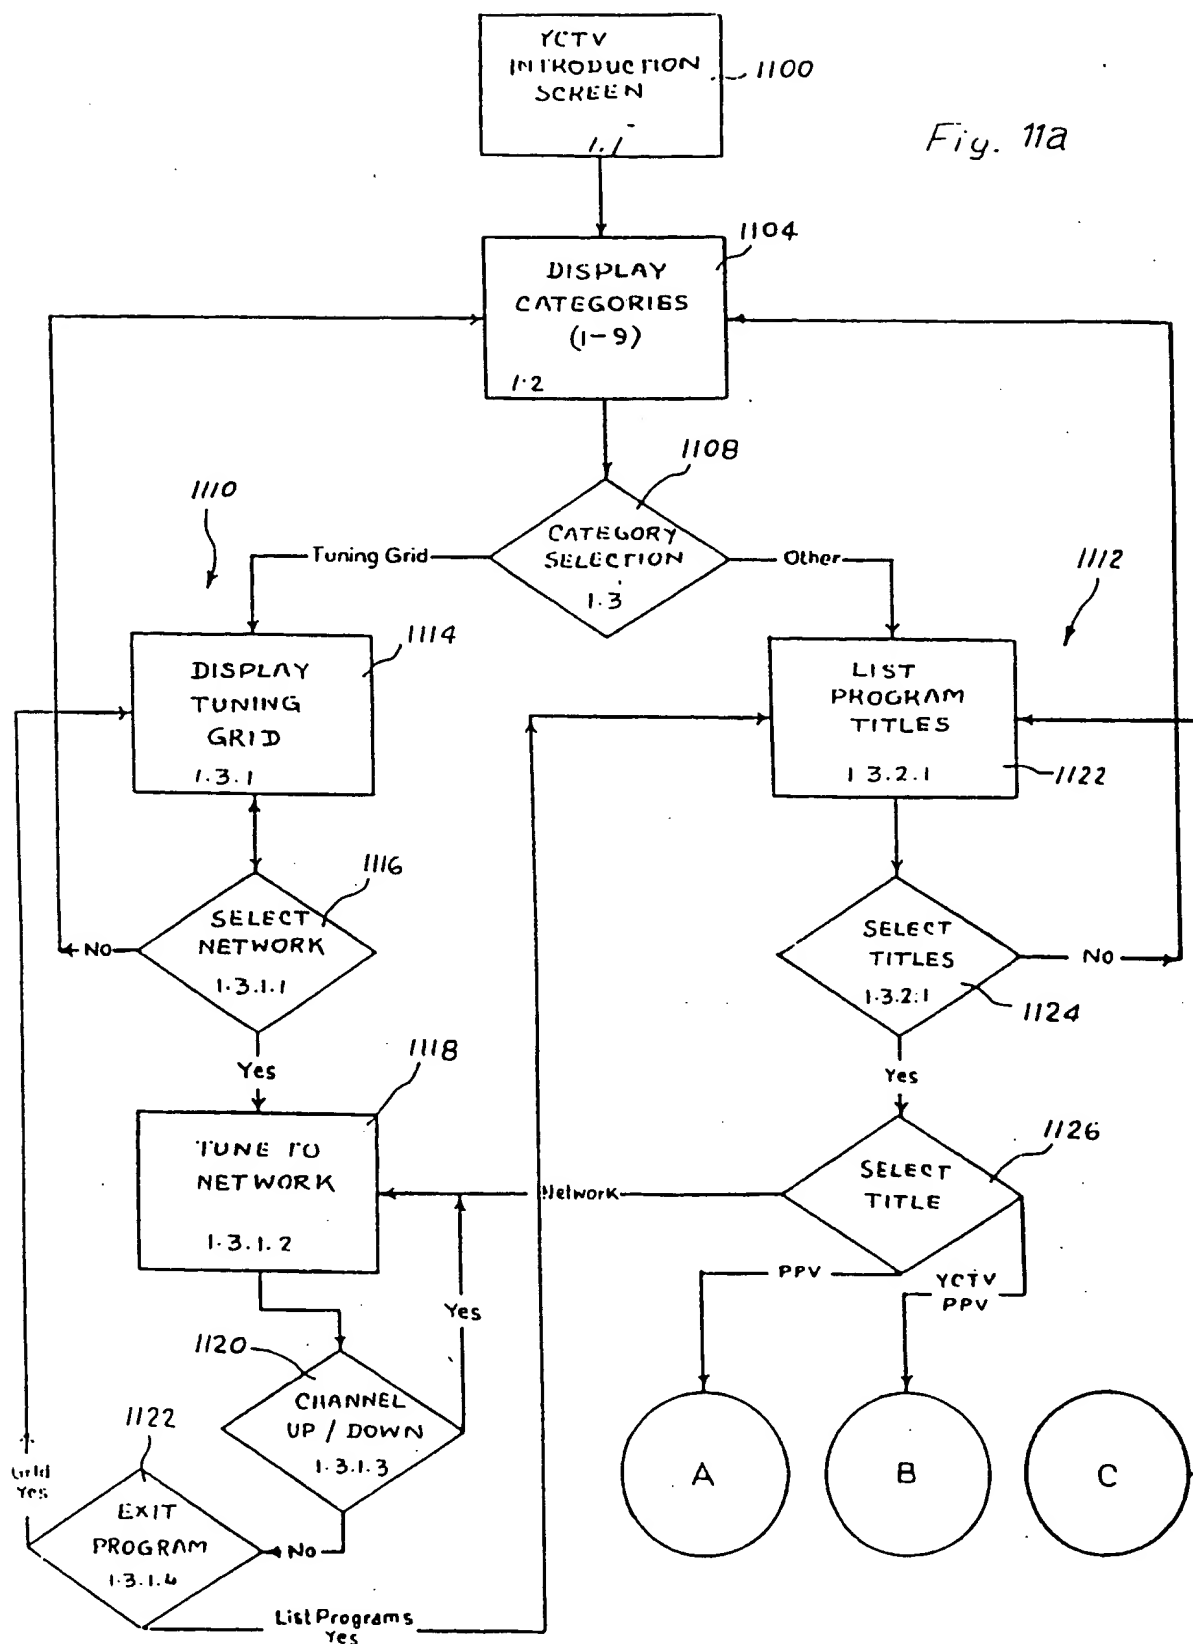 YCTV
INTRODUCTION
SCREEN
1.1
1100
Fig. 11a
1104
DISPLAY
CATEGORIES
(1-9)
1.2
1108
1110
CATEGORY
SELECTION
1.3
Tuning Grid
Other
1112
1114
DISPLAY
TUNING
GRID
1.3.1
LIST
PROGRAM
TITLES
1.3.2.1
1122
1116
SELECT
NETWORK
1.3.1.1
No
SELECT
TITLES
1.3.2.1
No
1124
Yes
Yes
1118
TUNE TO
NETWORK
1.3.1.2
1126
SELECT
TITLE
Network
PPV
YCTV
PPV
Yes
1120
CHANNEL
UP / DOWN
1.3.1.3
1122
EXIT
PROGRAM
1.3.1.4
Grid
Yes
No
List Programs
Yes
A
B
C